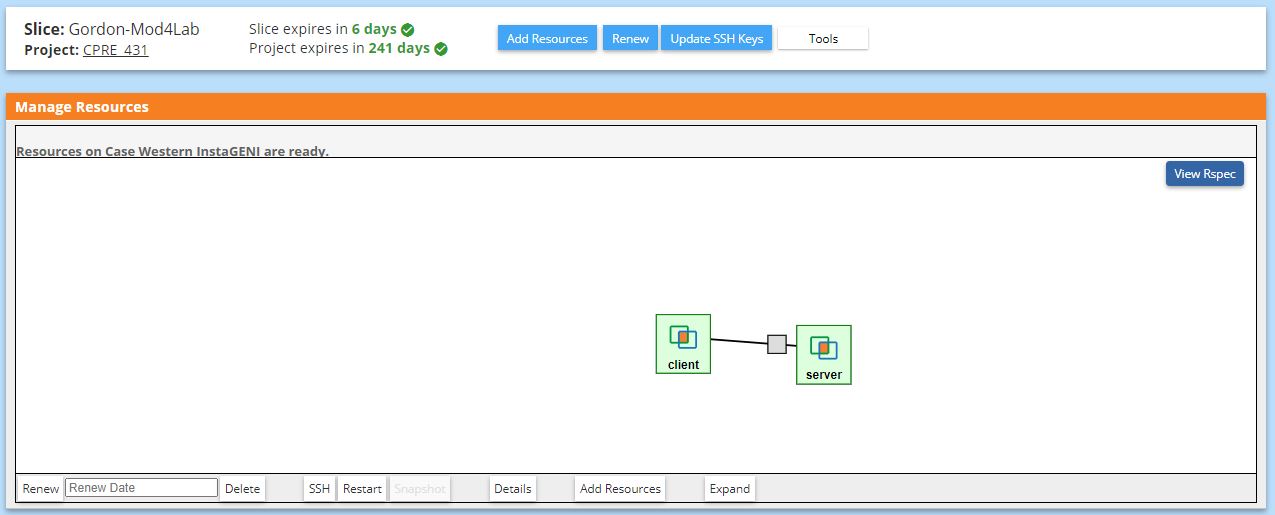 Slice: Gordon-Mod4Lab
Project: CPRE_431
Slice expires in 6 days
Project expires in 241 days
Add Resources
Renew
Update SSH Keys
Tools
Manage Resources
Resources on Case Western InstaGENI are ready.
View Rspec
client
server
Renew
Renew Date
Delete
SSH
Restart
Snapshot
Details
Add Resources
Expand